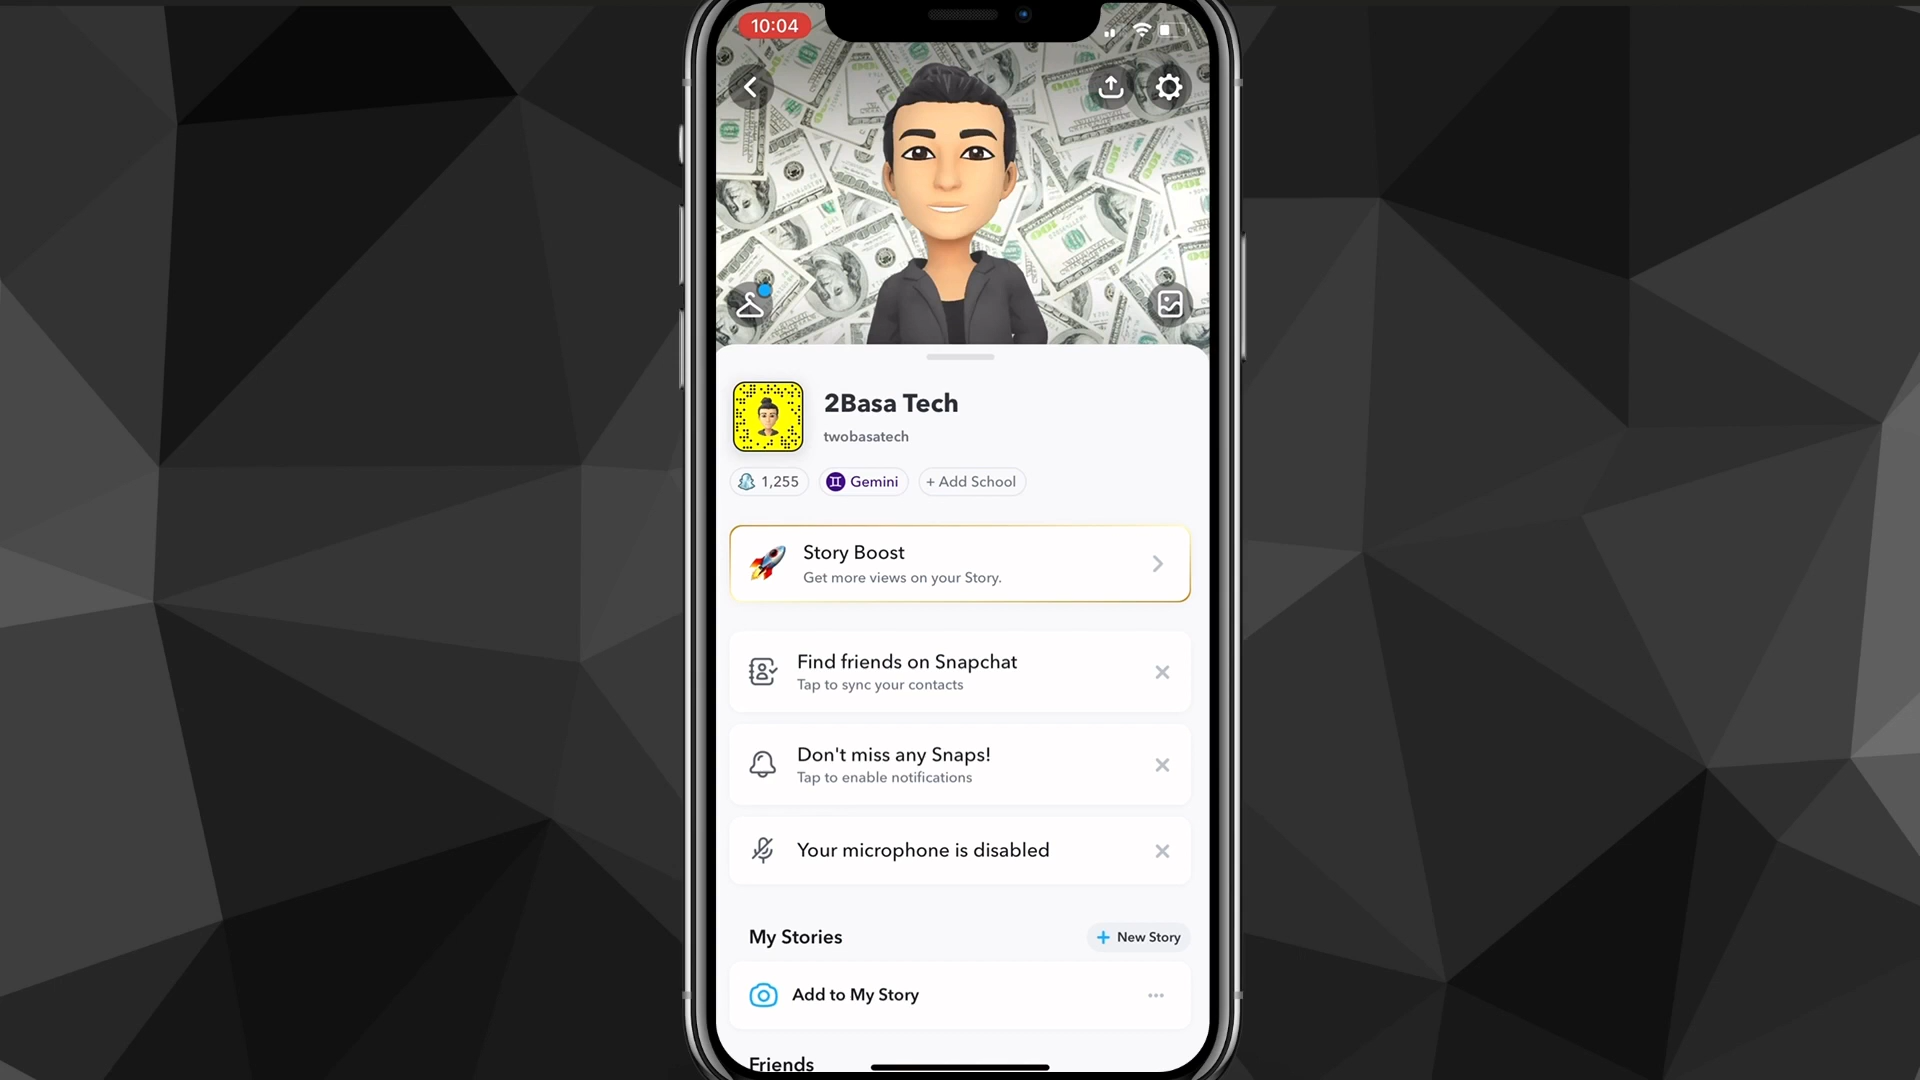 10:04
2Basa Tech
twobasatech
1,255
Gemini
+ Add School
Story Boost
Get more views on your Story.
Find friends on Snapchat
Tap to sync your contacts
Don't miss any Snaps!
Tap to enable notifications
Your microphone is disabled
My Stories
+ New Story
Add to My Story
Friends